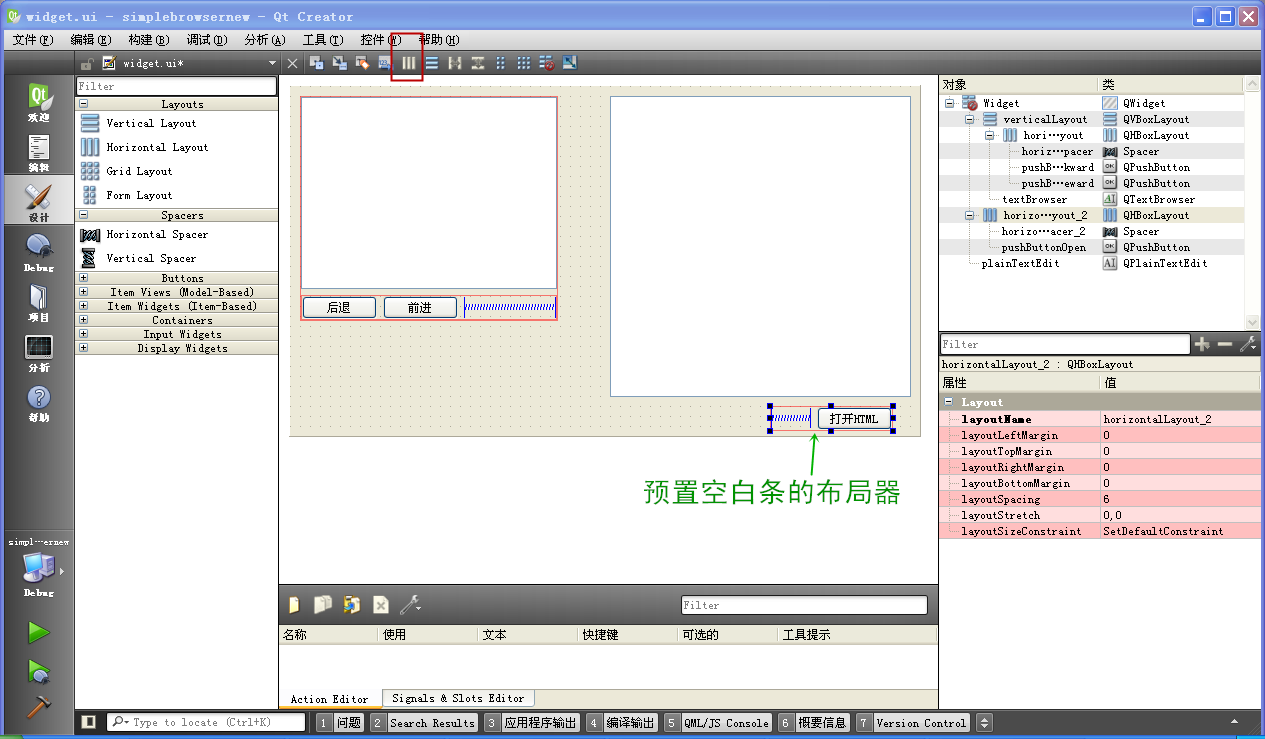 widget.ui - simplebrowsernew - Qt Creator
文件(F) 编辑(E) 构建(B) 调试(D) 分析(A) 工具(T) 控件(W) 帮助(H)
widget.ui*
Filter
Layouts
Vertical Layout
Horizontal Layout
Grid Layout
Form Layout
Spacers
Horizontal Spacer
Vertical Spacer
Buttons
Item Views (Model-Based)
Item Widgets (Item-Based)
Containers
Input Widgets
Display Widgets
Qt
欢迎
编辑
设计
Debug
项目
分析
帮助
simpl…ernew
Debug
后退 前进
打开HTML
预置空白条的布局器
对象 类
Widget QWidget
verticalLayout QVBoxLayout
hori…yout QHBoxLayout
horiz…pacer Spacer
pushB…kward QPushButton
pushB…eward QPushButton
textBrowser QTextBrowser
horizo…yout_2 QHBoxLayout
horizo…acer_2 Spacer
pushButtonOpen QPushButton
plainTextEdit QPlainTextEdit
Filter
horizontalLayout_2 : QHBoxLayout
属性 值
Layout
layoutName horizontalLayout_2
layoutLeftMargin 0
layoutTopMargin 0
layoutRightMargin 0
layoutBottomMargin 0
layoutSpacing 6
layoutStretch 0,0
layoutSizeConstraint SetDefaultConstraint
Filter
名称 使用 文本 快捷键 可选的 工具提示
Action Editor Signals & Slots Editor
Type to locate (Ctrl+K) 1 问题 2 Search Results 3 应用程序输出 4 编译输出 5 QML/JS Console 6 概要信息 7 Version Control